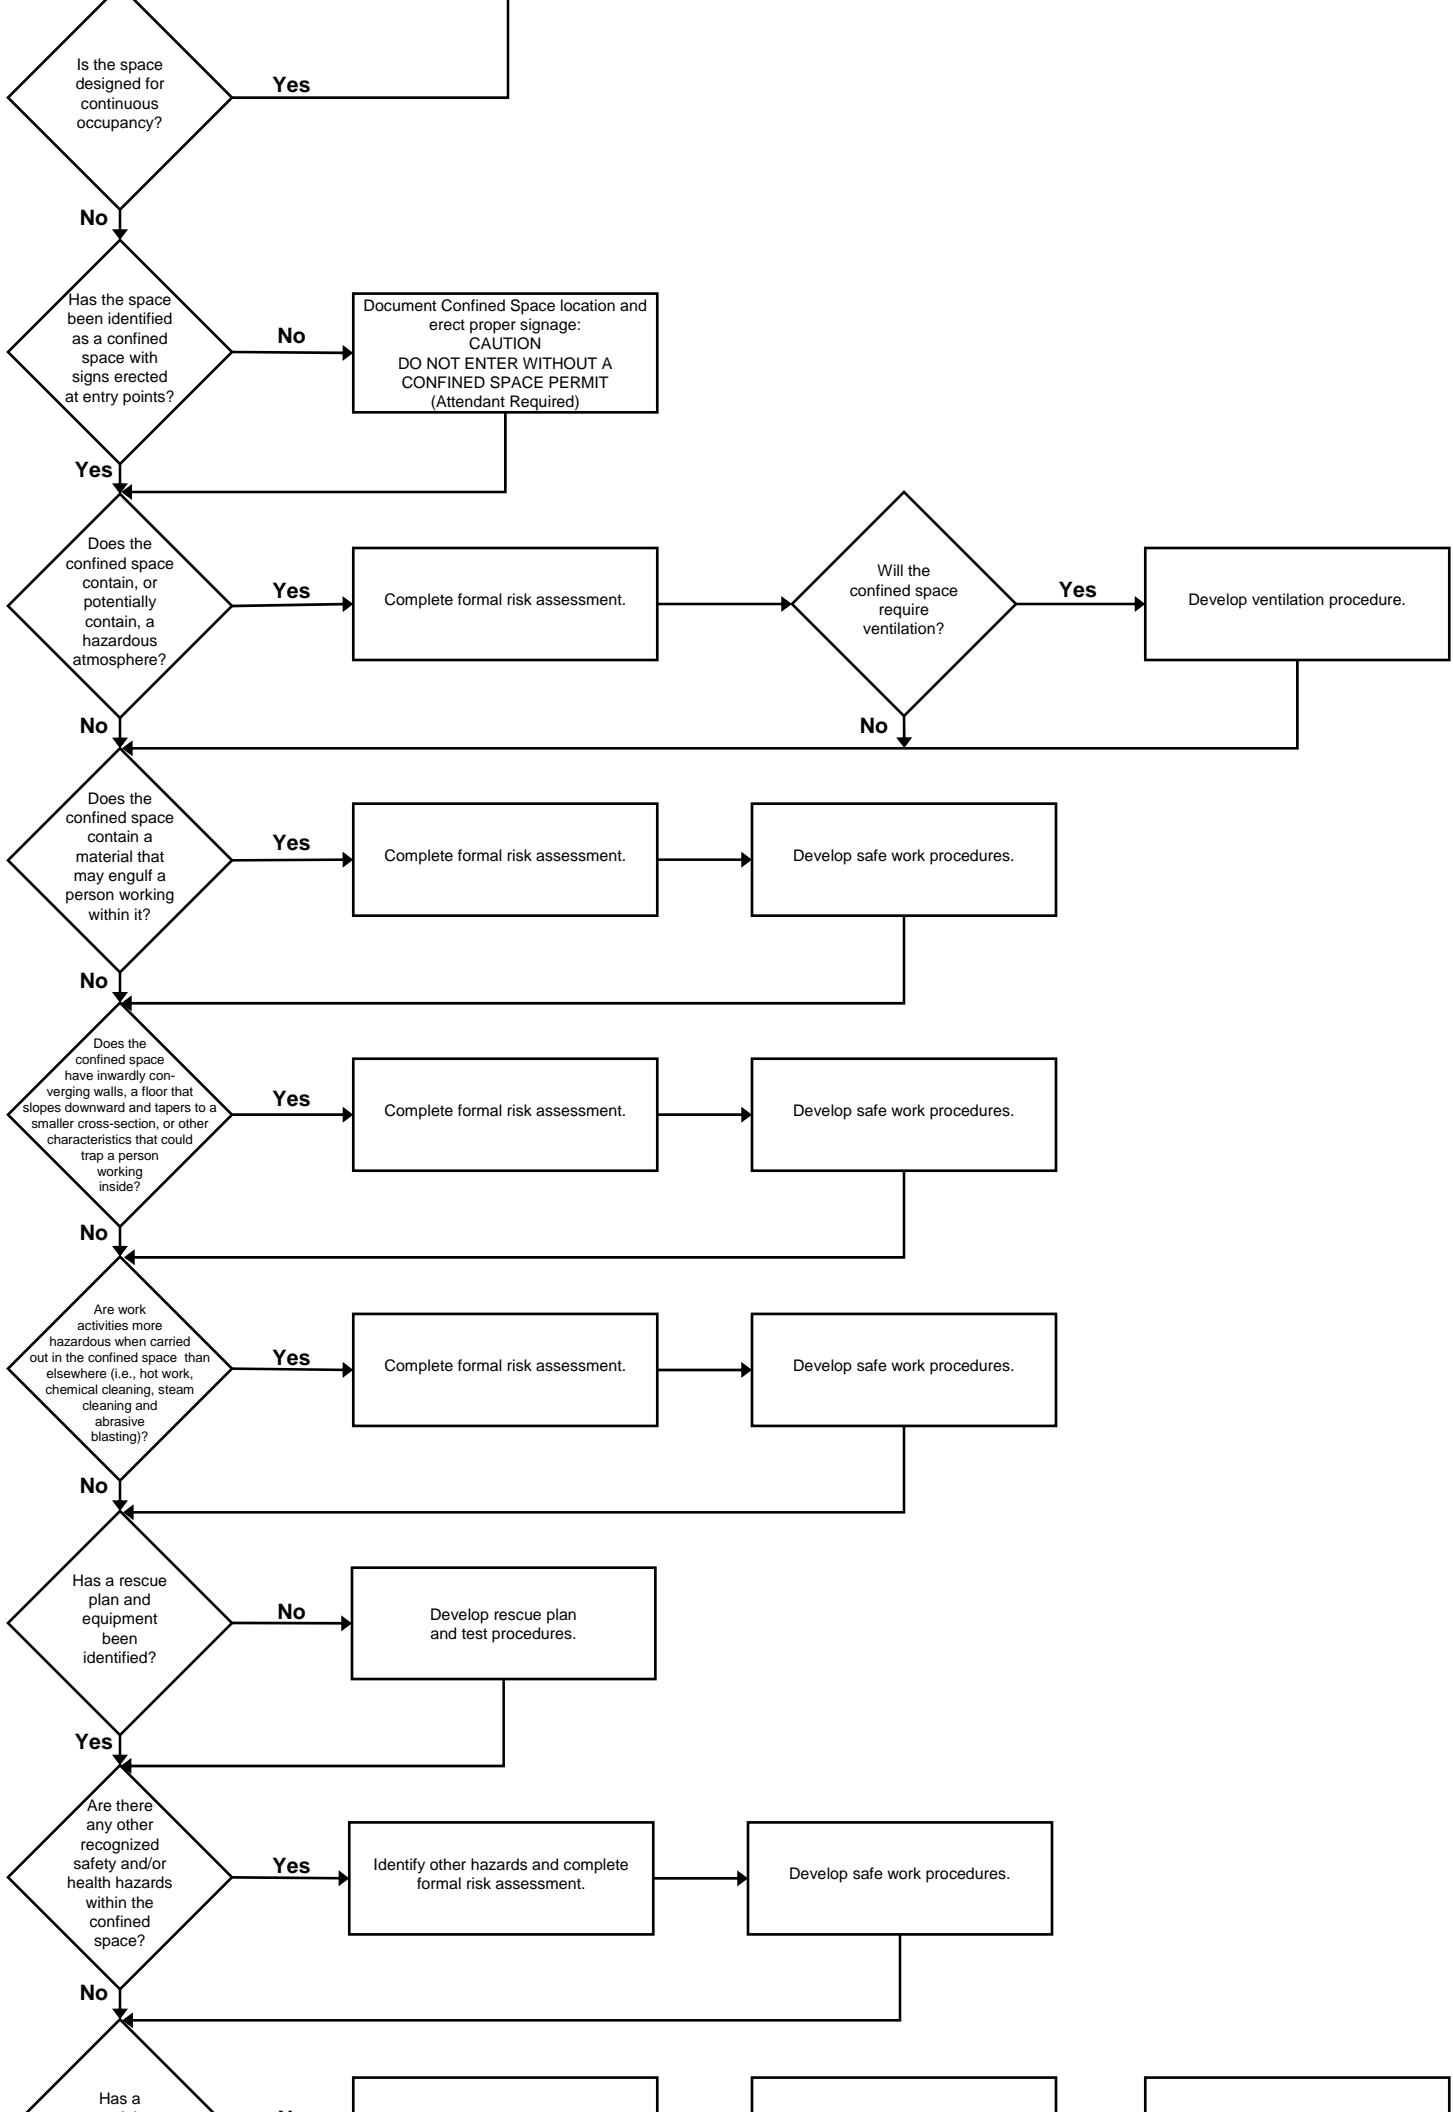 Is the space
designed for
continuous
occupancy?
Yes
No
Has the space
been identified
as a confined
space with
signs erected
at entry points?
No
Document Confined Space location and
erect proper signage:
CAUTION
DO NOT ENTER WITHOUT A
CONFINED SPACE PERMIT
(Attendant Required)
Yes
Does the
confined space
contain, or
potentially
contain, a
hazardous
atmosphere?
Yes
Complete formal risk assessment.
Will the
confined space
require
ventilation?
Yes
Develop ventilation procedure.
No
No
Does the
confined space
contain a
material that
may engulf a
person working
within it?
Yes
Complete formal risk assessment.
Develop safe work procedures.
No
Does the
confined space
have inwardly con-
verging walls, a floor that
slopes downward and tapers to a
smaller cross-section, or other
characteristics that could
trap a person
working
inside?
Yes
Complete formal risk assessment.
Develop safe work procedures.
No
Are work
activities more
hazardous when carried
out in the confined space  than
elsewhere (i.e., hot work,
chemical cleaning, steam
cleaning and
abrasive
blasting)?
Yes
Complete formal risk assessment.
Develop safe work procedures.
No
Has a rescue
plan and
equipment
been
identified?
No
Develop rescue plan
and test procedures.
Yes
Are there
any other
recognized
safety and/or
health hazards
within the
confined
space?
Yes
Identify other hazards and complete
formal risk assessment.
Develop safe work procedures.
No
Has a